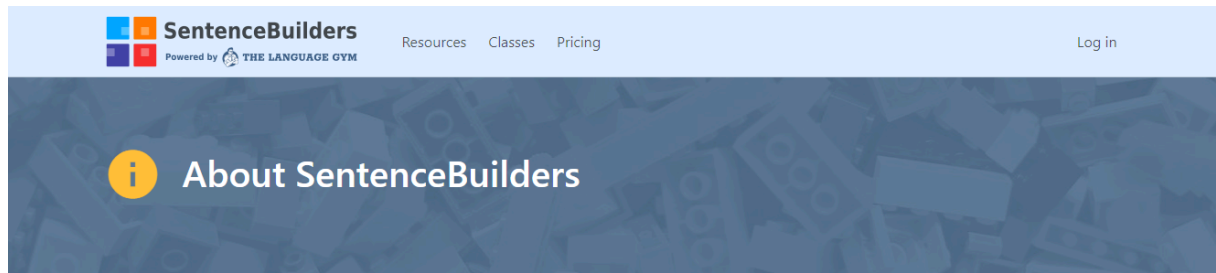 SentenceBuilders
Powered by THE LANGUAGE GYM
Resources Classes Pricing Log in
i About SentenceBuilders